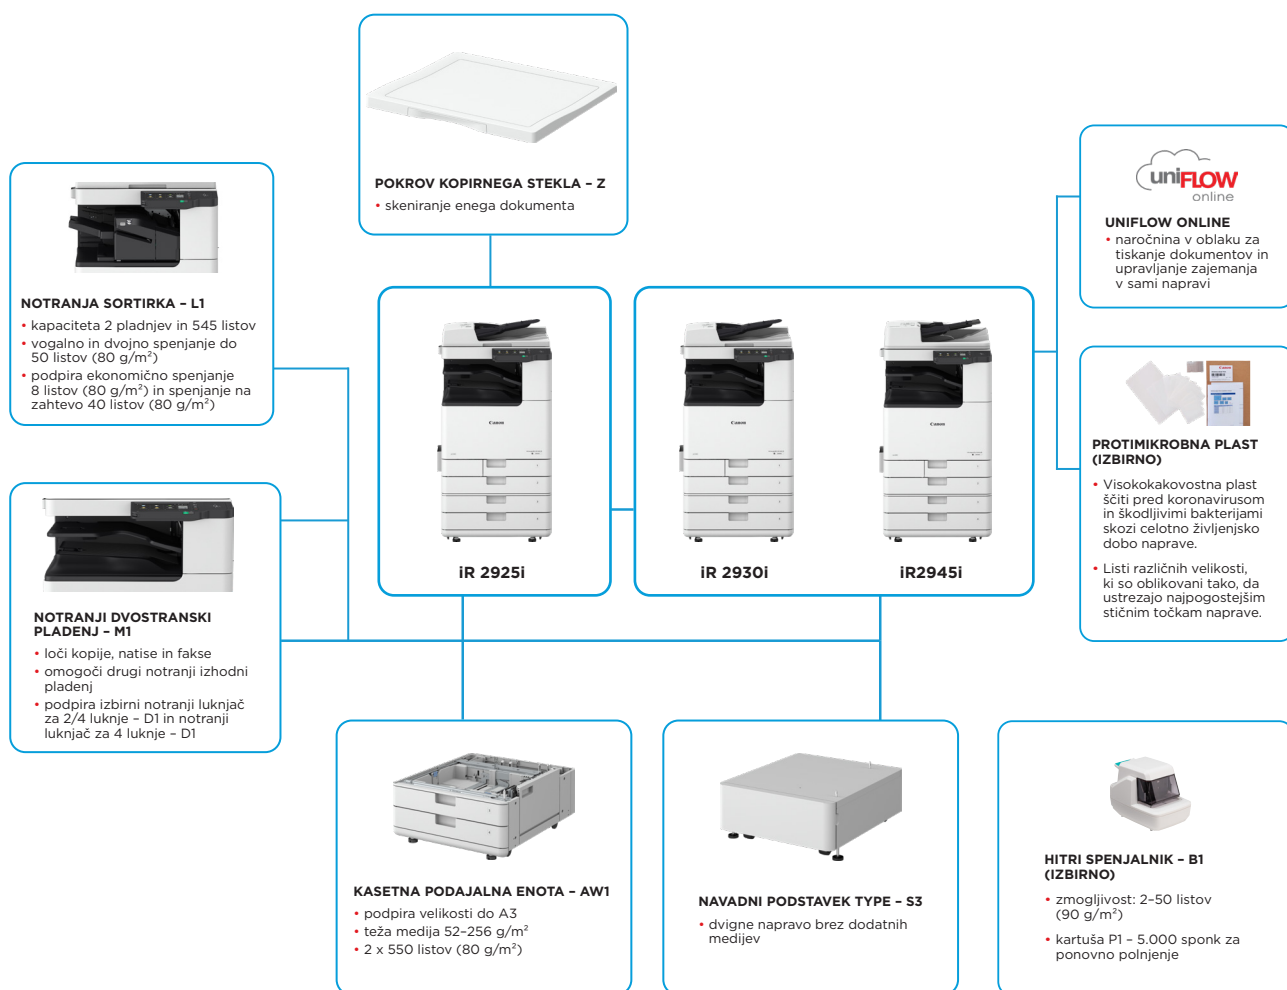 POKROV KOPIRNEGA STEKLA – Z
• skeniranje enega dokumenta
NOTRANJA SORTIRKA – L1
• kapaciteta 2 pladnjev in 545 listov
• vogalno in dvojno spenjanje do
50 listov (80 g/m²)
• podpira ekonomično spenjanje
8 listov (80 g/m²) in spenjanje na
zahtevo 40 listov (80 g/m²)
NOTRANJI DVOSTRANSKI
PLADENJ – M1
• loči kopije, natise in fakse
• omogoči drugi notranji izhodni
pladenj
• podpira izbirni notranji luknjač
za 2/4 luknje – D1 in notranji
luknjač za 4 luknje – D1
Canon
iR 2925i
Canon
iR 2930i
Canon
iR2945i
uniFLOW
online
UNIFLOW ONLINE
• naročnina v oblaku za
tiskanje dokumentov in
upravljanje zajemanja
v sami napravi
PROTIMIKROBNA PLAST
(IZBIRNO)
• Visokokakovostna plast
ščiti pred koronavirusom
in škodljivimi bakterijami
skozi celotno življenjsko
dobo naprave.
• Listi različnih velikosti,
ki so oblikovani tako, da
ustrezajo najpogostejšim
stičnim točkam naprave.
KASETNA PODAJALNA ENOTA – AW1
• podpira velikosti do A3
• teža medija 52–256 g/m²
• 2 x 550 listov (80 g/m²)
NAVADNI PODSTAVEK TYPE – S3
• dvigne napravo brez dodatnih
medijev
HITRI SPENJALNIK – B1
(IZBIRNO)
• zmogljivost: 2–50 listov
(90 g/m²)
• kartuša P1 – 5.000 sponk za
ponovno polnjenje